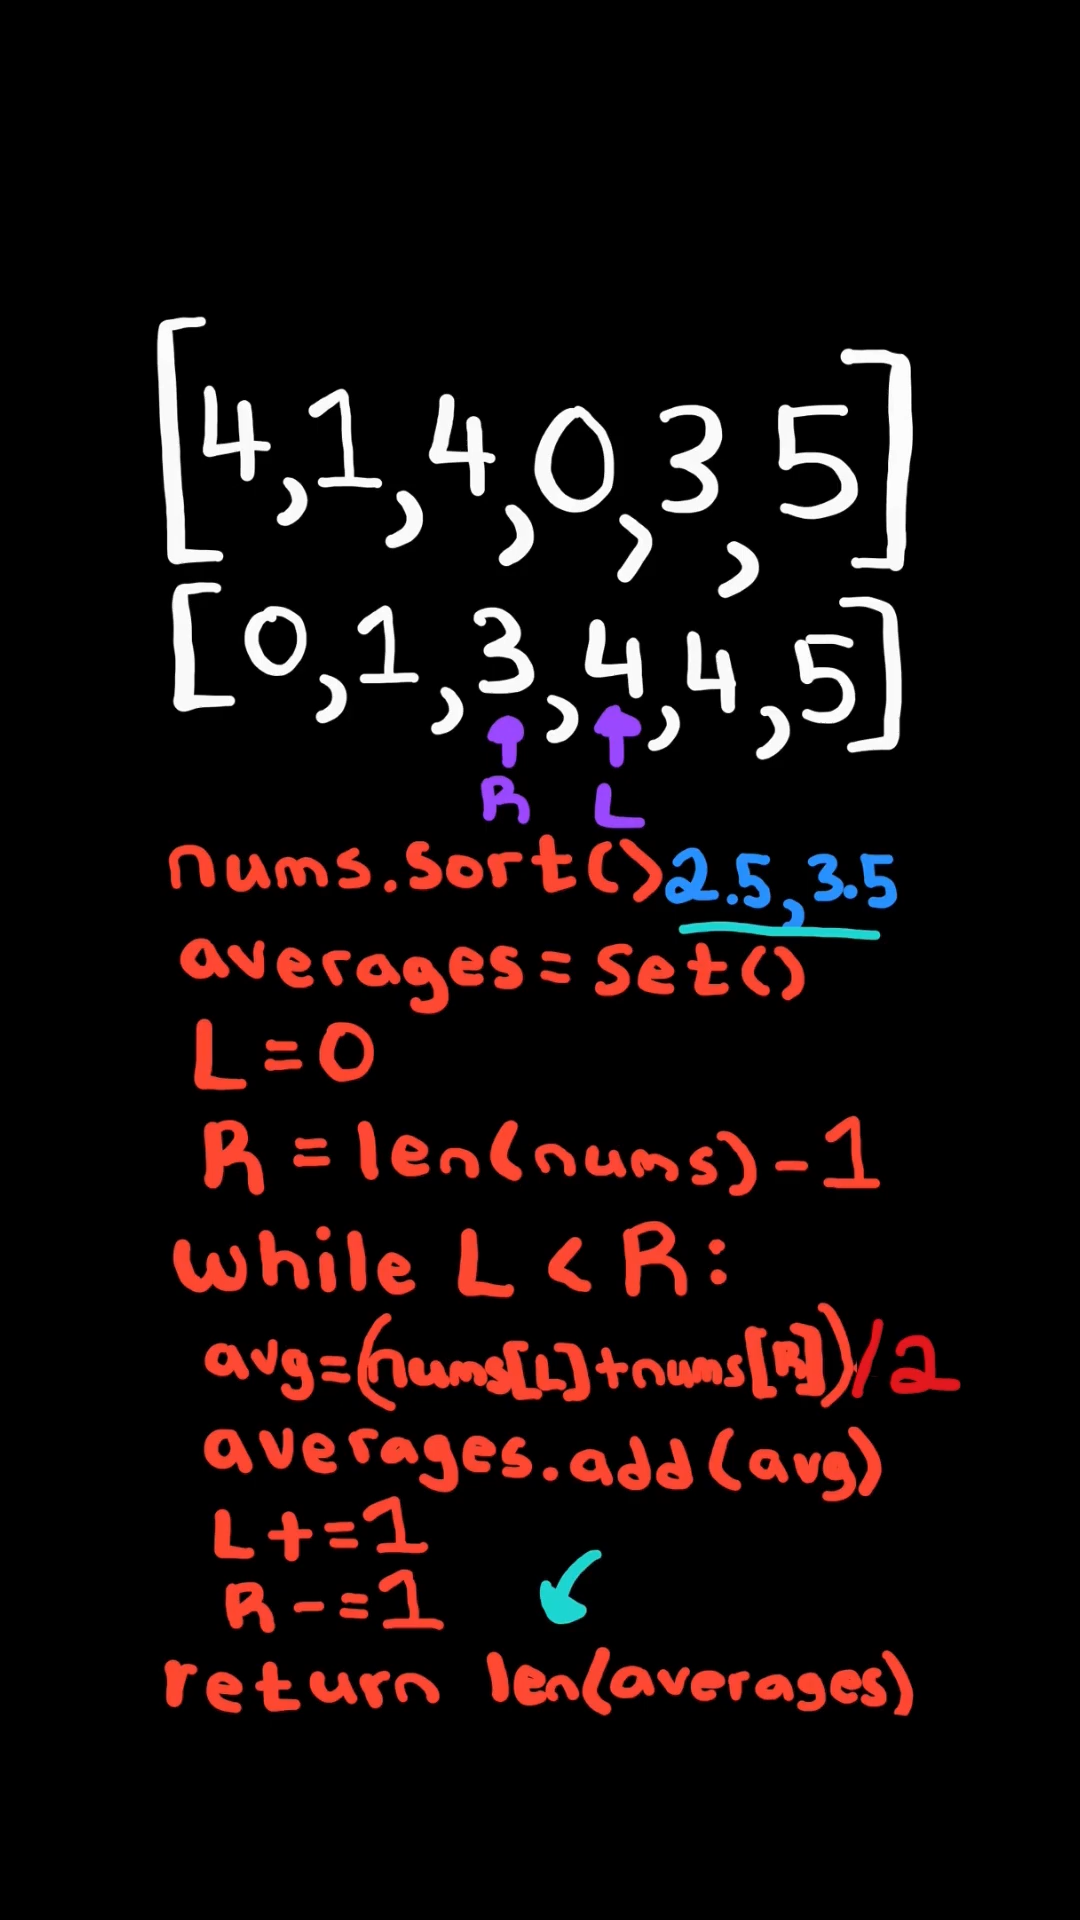 [4,1,4,0,3,5]
[0,1,3,4,4,5]
R L
nums.sort() 2.5,3.5
averages=set()
L=0
R=len(nums)-1
while L<R:
avg=(nums[L]+nums[R])/2
averages.add(avg)
L+=1
R-=1
return len(averages)